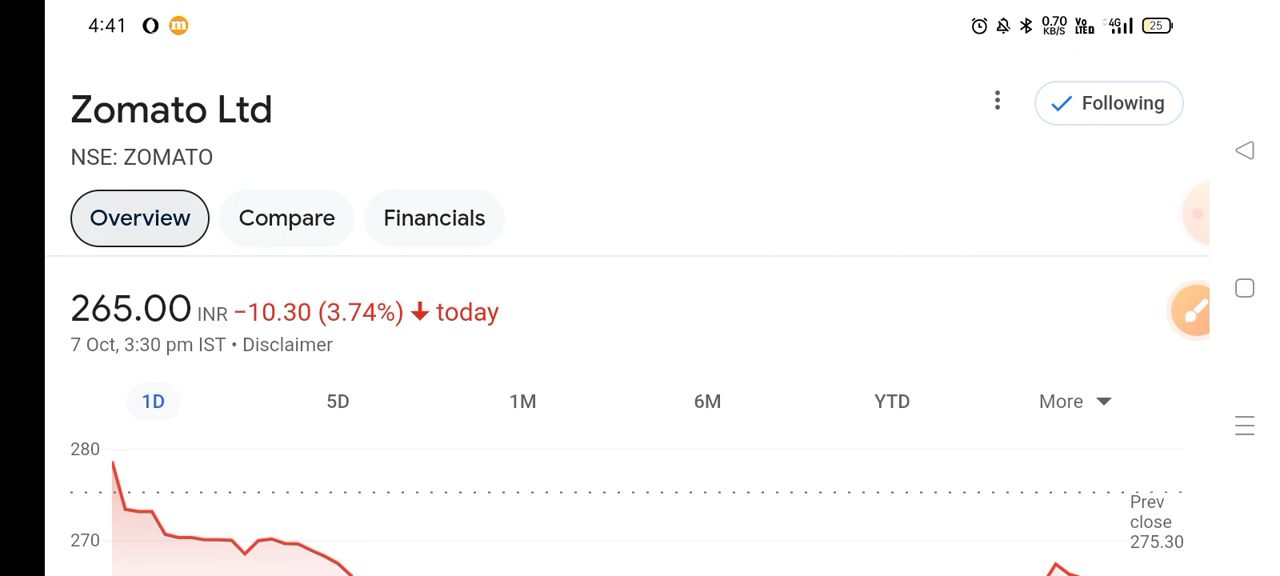 4:41 m 0.70 KB/S Vo LTED 4G 25
Zomato Ltd
Following
NSE: ZOMATO
Overview Compare Financials
265.00 INR −10.30 (3.74%) today
7 Oct, 3:30 pm IST • Disclaimer
1D 5D 1M 6M YTD More
280
Prev
close
270 275.30